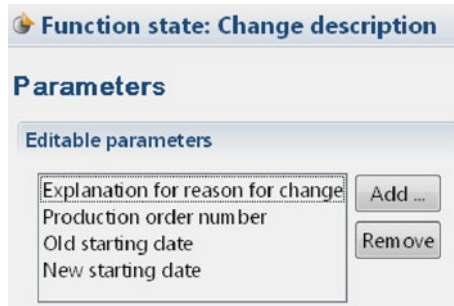 Function state: Change description
Parameters
Editable parameters
Explanation for reason for change
Add ...
Production order number
Old starting date
Remove
New starting date